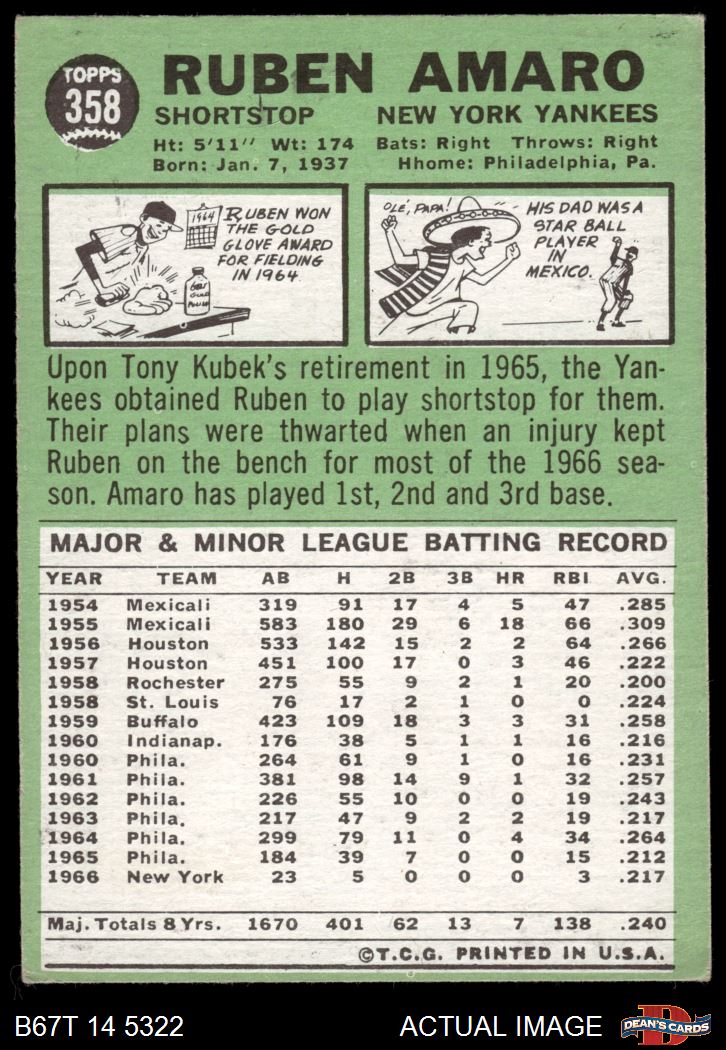 TOPPS
358
RUBEN AMARO
SHORTSTOP NEW YORK YANKEES
Ht: 5'11" Wt: 174 Bats: Right Throws: Right
Born: Jan. 7, 1937 Hhome: Philadelphia, Pa.
1964
RUBEN WON
THE GOLD
GLOVE AWARD
FOR FIELDING
IN 1964
GOLD
POLISH
OLÉ, PAPA!
HIS DAD WAS A
STAR BALL
PLAYER
IN
MEXICO.
Upon Tony Kubek's retirement in 1965, the Yan-
kees obtained Ruben to play shortstop for them.
Their plans were thwarted when an injury kept
Ruben on the bench for most of the 1966 sea-
son. Amaro has played 1st, 2nd and 3rd base.
MAJOR & MINOR LEAGUE BATTING RECORD
YEAR TEAM AB H 2B 3B HR RBI AVG.
1954 Mexicali 319 91 17 4 5 47 .285
1955 Mexicali 583 180 29 6 18 66 .309
1956 Houston 533 142 15 2 2 64 .266
1957 Houston 451 100 17 0 3 46 .222
1958 Rochester 275 55 9 2 1 20 .200
1958 St. Louis 76 17 2 1 0 0 .224
1959 Buffalo 423 109 18 3 3 31 .258
1960 Indianap. 176 38 5 1 1 16 .216
1960 Phila. 264 61 9 1 0 16 .231
1961 Phila. 381 98 14 9 1 32 .257
1962 Phila. 226 55 10 0 0 19 .243
1963 Phila. 217 47 9 2 2 19 .217
1964 Phila. 299 79 11 0 4 34 .264
1965 Phila. 184 39 7 0 0 15 .212
1966 New York 23 5 0 0 0 3 .217
Maj. Totals 8 Yrs. 1670 401 62 13 7 138 .240
©T.C.G. PRINTED IN U.S.A.
B67T 14 5322 ACTUAL IMAGE
DEAN'S CARDS